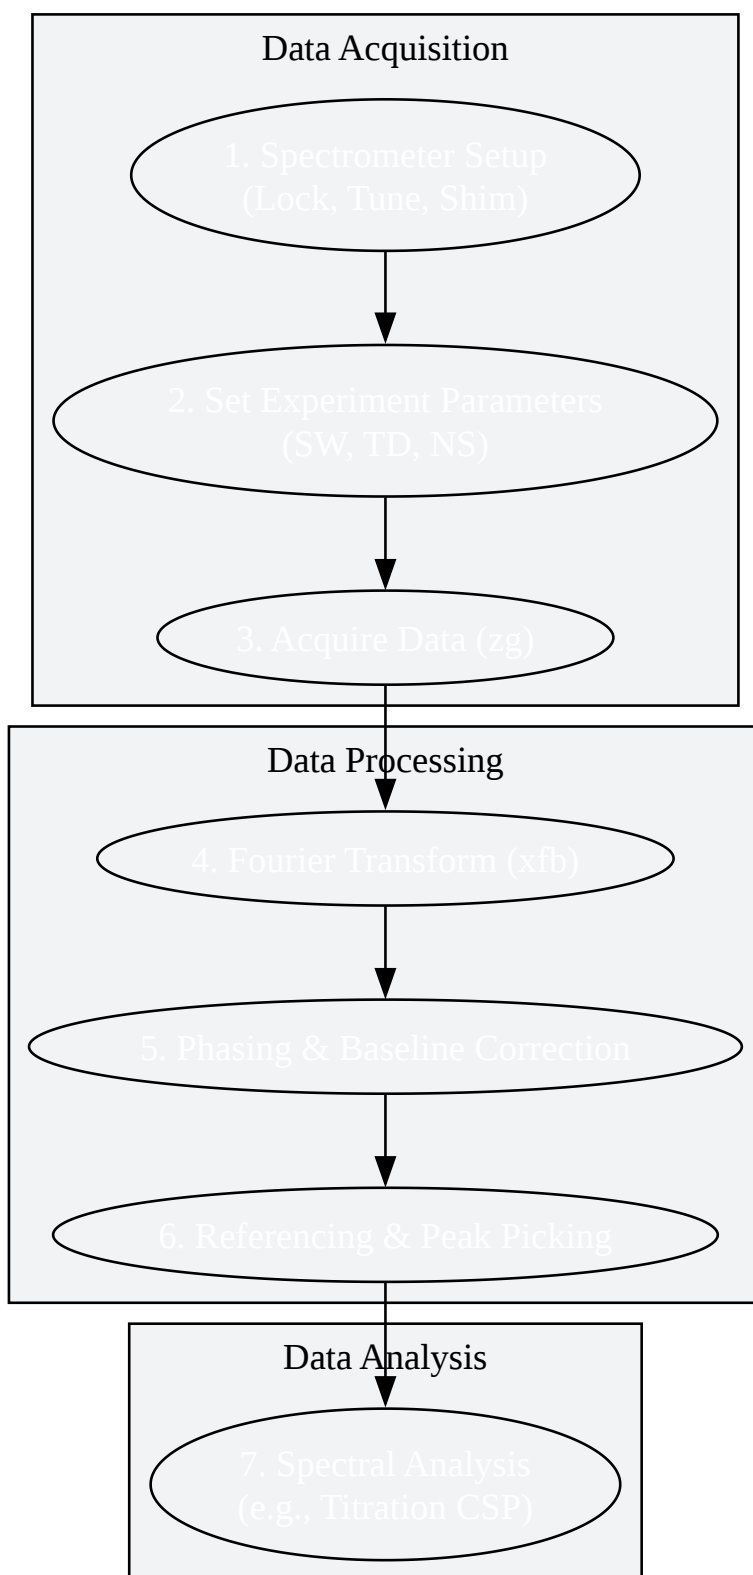 Data Acquisition
1. Spectrometer Setup
(Lock, Tune, Shim)
2. Set Experiment Parameters
(SW, TD, NS)
3. Acquire Data (zg)
Data Processing
4. Fourier Transform (xfb)
5. Phasing & Baseline Correction
6. Referencing & Peak Picking
Data Analysis
7. Spectral Analysis
(e.g., Titration CSP)